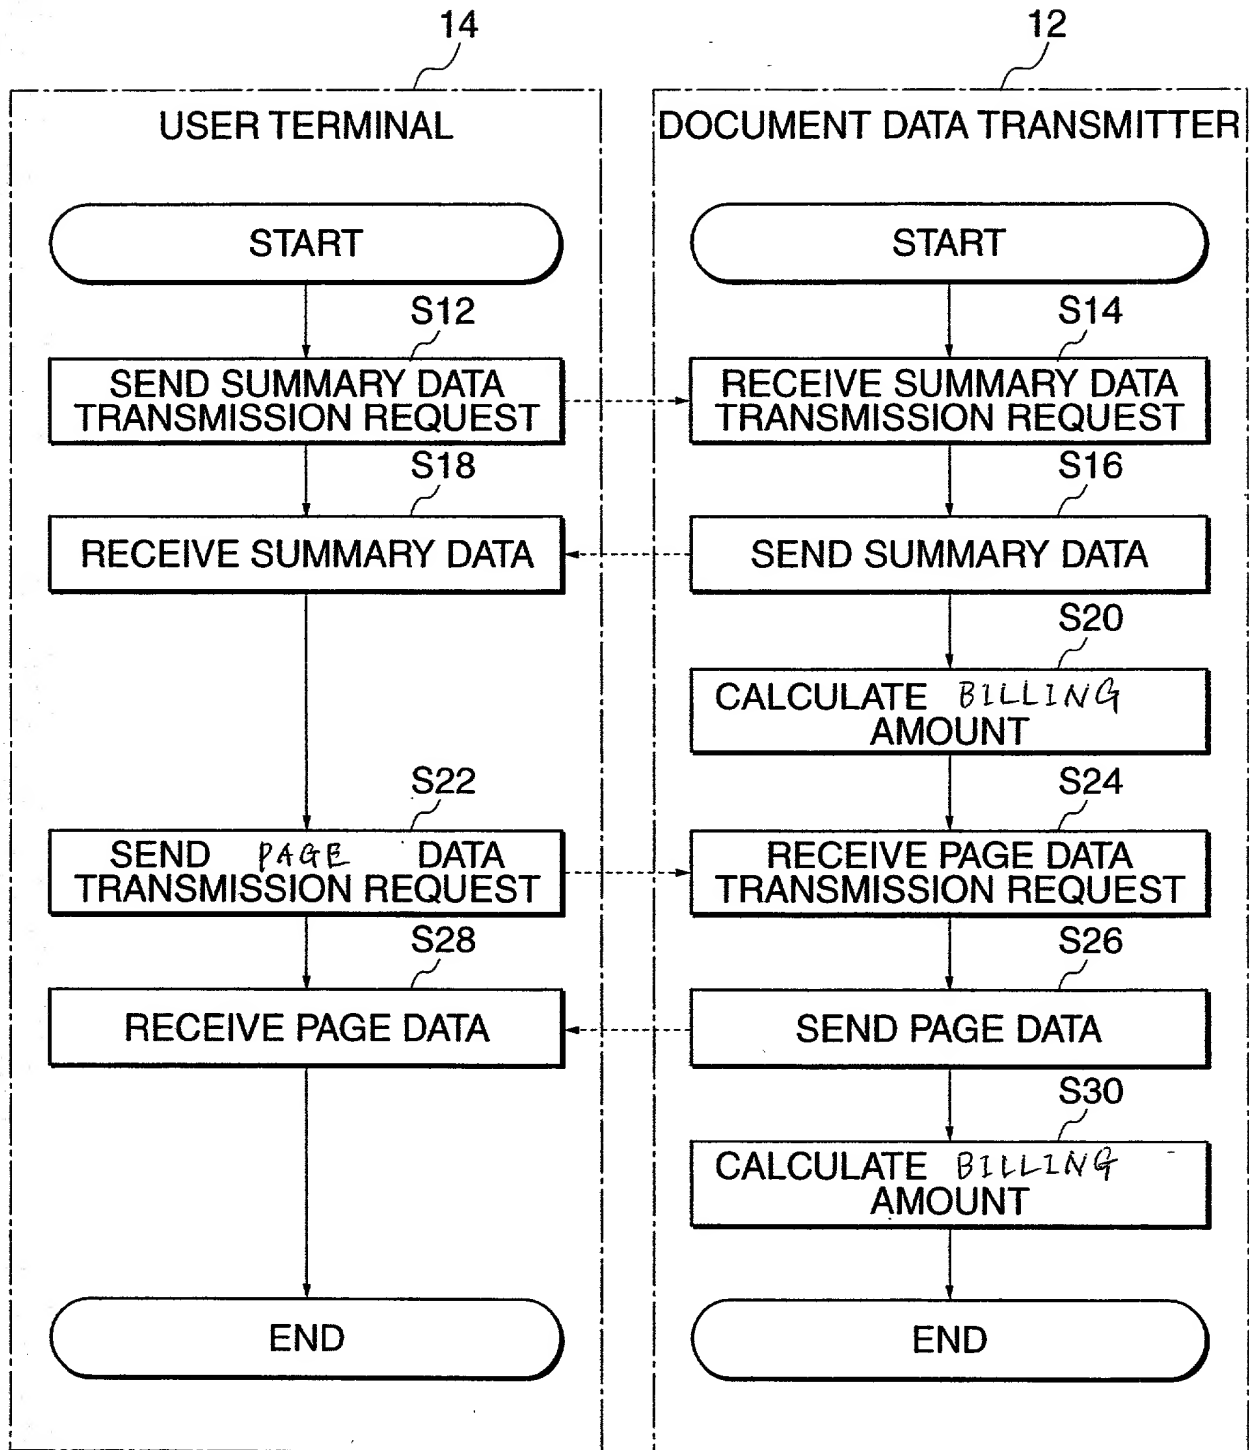 14
12
USER TERMINAL
DOCUMENT DATA TRANSMITTER
START
START
S12
S14
SEND SUMMARY DATA
TRANSMISSION REQUEST
RECEIVE SUMMARY DATA
TRANSMISSION REQUEST
S18
S16
RECEIVE SUMMARY DATA
SEND SUMMARY DATA
S20
CALCULATE BILLING
AMOUNT
S22
S24
SEND PAGE DATA
TRANSMISSION REQUEST
RECEIVE PAGE DATA
TRANSMISSION REQUEST
S28
S26
RECEIVE PAGE DATA
SEND PAGE DATA
S30
CALCULATE BILLING
AMOUNT
END
END